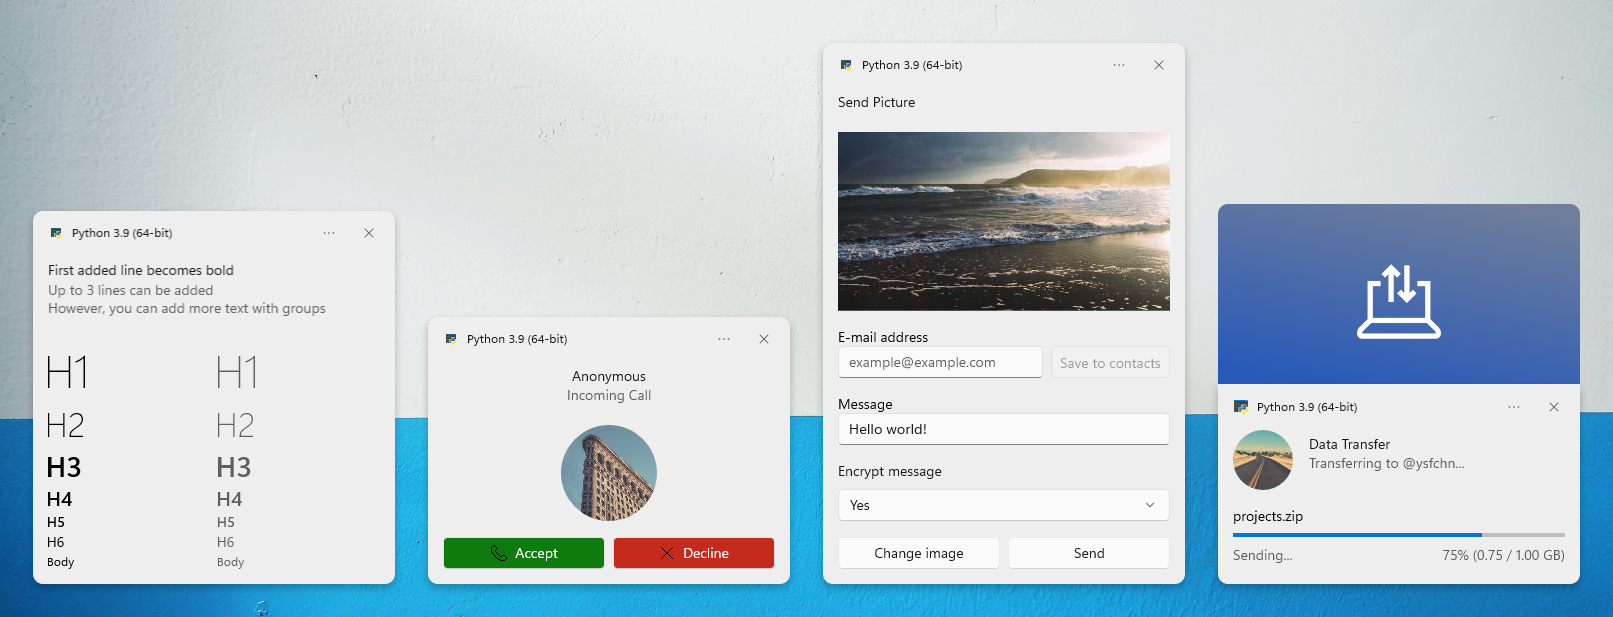 Python 3.9 (64-bit)
First added line becomes bold
Up to 3 lines can be added
However, you can add more text with groups
H1 H1
H2 H2
H3 H3
H4 H4
H5 H5
H6 H6
Body Body
Python 3.9 (64-bit)
Anonymous
Incoming Call
Accept Decline
Python 3.9 (64-bit)
Send Picture
E-mail address
example@example.com Save to contacts
Message
Hello world!
Encrypt message
Yes
Change image Send
Python 3.9 (64-bit)
Data Transfer
Transferring to @ysfchn...
projects.zip
Sending... 75% (0.75 / 1.00 GB)